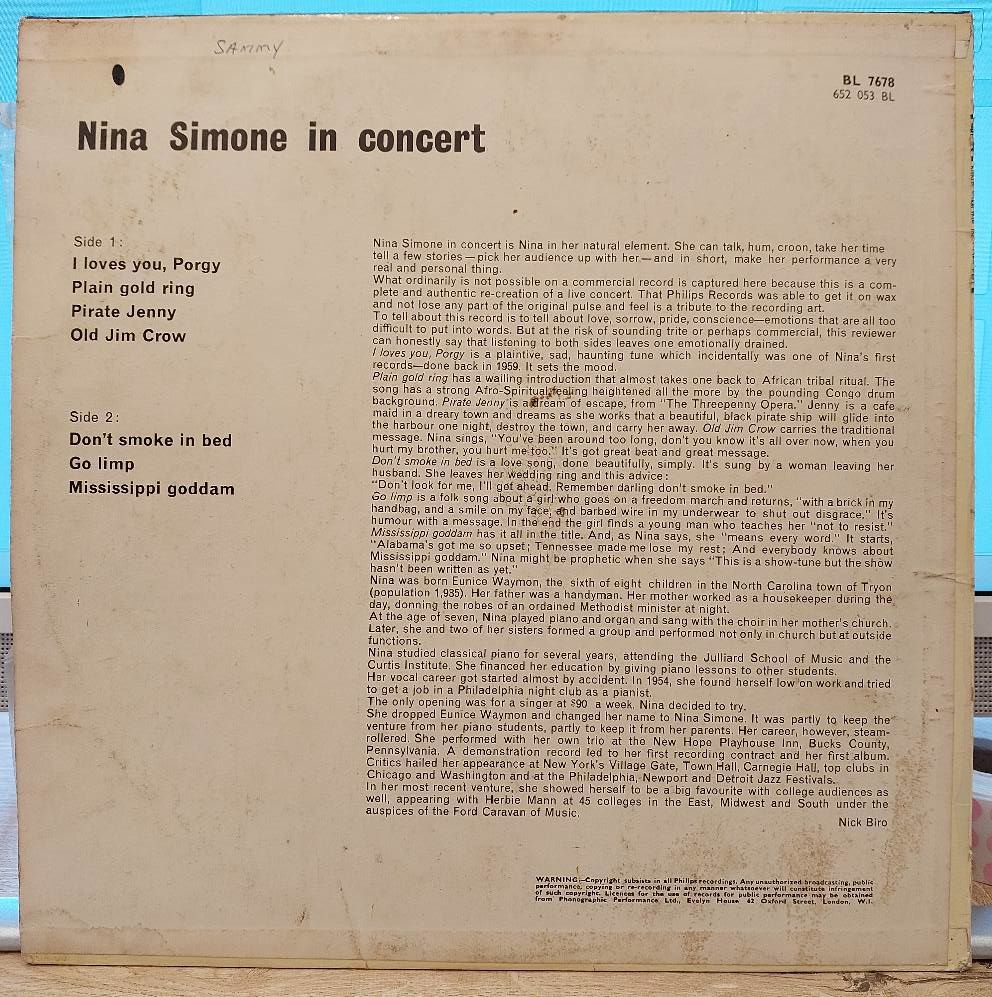 SAMMY
BL 7678
652 053 BL
Nina Simone in concert
Side 1:
I loves you, Porgy
Plain gold ring
Pirate Jenny
Old Jim Crow
Side 2:
Don't smoke in bed
Go limp
Mississippi goddam
Nina Simone in concert is Nina in her natural element. She can talk, hum, croon, take her time
tell a few stories—pick her audience up with her—and in short, make her performance a very
real and personal thing.
What ordinarily is not possible on a commercial record is captured here because this is a com-
plete and authentic re-creation of a live concert. That Philips Records was able to get it on wax
and not lose any part of the original pulse and feel is a tribute to the recording art.
To tell about this record is to tell about love, sorrow, pride, conscience—emotions that are all too
difficult to put into words. But at the risk of sounding trite or perhaps commercial, this reviewer
can honestly say that listening to both sides leaves one emotionally drained.
I loves you, Porgy is a plaintive, sad, haunting tune which incidentally was one of Nina's first
records—done back in 1959. It sets the mood.
Plain gold ring has a wailing introduction that almost takes one back to African tribal ritual. The
song has a strong Afro-Spiritual feeling heightened all the more by the pounding Congo drum
background. Pirate Jenny is a dream of escape, from "The Threepenny Opera." Jenny is a cafe
maid in a dreary town and dreams as she works that a beautiful, black pirate ship will glide into
the harbour one night, destroy the town, and carry her away. Old Jim Crow carries the traditional
message. Nina sings, "You've been around too long, don't you know it's all over now, when you
hurt my brother, you hurt me too." It's got great beat and great message.
Don't smoke in bed is a love song, done beautifully, simply. It's sung by a woman leaving her
husband. She leaves her wedding ring and this advice:
"Don't look for me, I'll get ahead. Remember darling don't smoke in bed."
Go limp is a folk song about a girl who goes on a freedom march and returns, "with a brick in my
handbag, and a smile on my face, and barbed wire in my underwear to shut out disgrace." It's
humour with a message. In the end the girl finds a young man who teaches her "not to resist."
Mississippi goddam has it all in the title. And, as Nina says, she "means every word." It starts,
"Alabama's got me so upset; Tennessee made me lose my rest; And everybody knows about
Mississippi goddam." Nina might be prophetic when she says "This is a show-tune but the show
hasn't been written as yet."
Nina was born Eunice Waymon, the sixth of eight children in the North Carolina town of Tryon
(population 1,985). Her father was a handyman. Her mother worked as a housekeeper during the
day, donning the robes of an ordained Methodist minister at night.
At the age of seven, Nina played piano and organ and sang with the choir in her mother's church.
Later, she and two of her sisters formed a group and performed not only in church but at outside
functions.
Nina studied classical piano for several years, attending the Julliard School of Music and the
Curtis Institute. She financed her education by giving piano lessons to other students.
Her vocal career got started almost by accident. In 1954, she found herself low on work and tried
to get a job in a Philadelphia night club as a pianist.
The only opening was for a singer at $90 a week. Nina decided to try.
She dropped Eunice Waymon and changed her name to Nina Simone. It was partly to keep the
venture from her piano students, partly to keep it from her parents. Her career, however, steam-
rollered. She performed with her own trio at the New Hope Playhouse Inn, Bucks County,
Pennsylvania. A demonstration record led to her first recording contract and her first album.
Critics hailed her appearance at New York's Village Gate, Town Hall, Carnegie Hall, top clubs in
Chicago and Washington and at the Philadelphia, Newport and Detroit Jazz Festivals.
In her most recent venture, she showed herself to be a big favourite with college audiences as
well, appearing with Herbie Mann at 45 colleges in the East, Midwest and South under the
auspices of the Ford Caravan of Music.
Nick Biro
WARNING—Copyright subsists in all Philips recordings. Any unauthorized broadcasting, public
performance, copying or re-recording in any manner whatsoever will constitute infringement
of such copyright. Licences for the use of records for public performance may be obtained
from Phonographic Performance Ltd., Evelyn House, 62 Oxford Street, London, W.1.